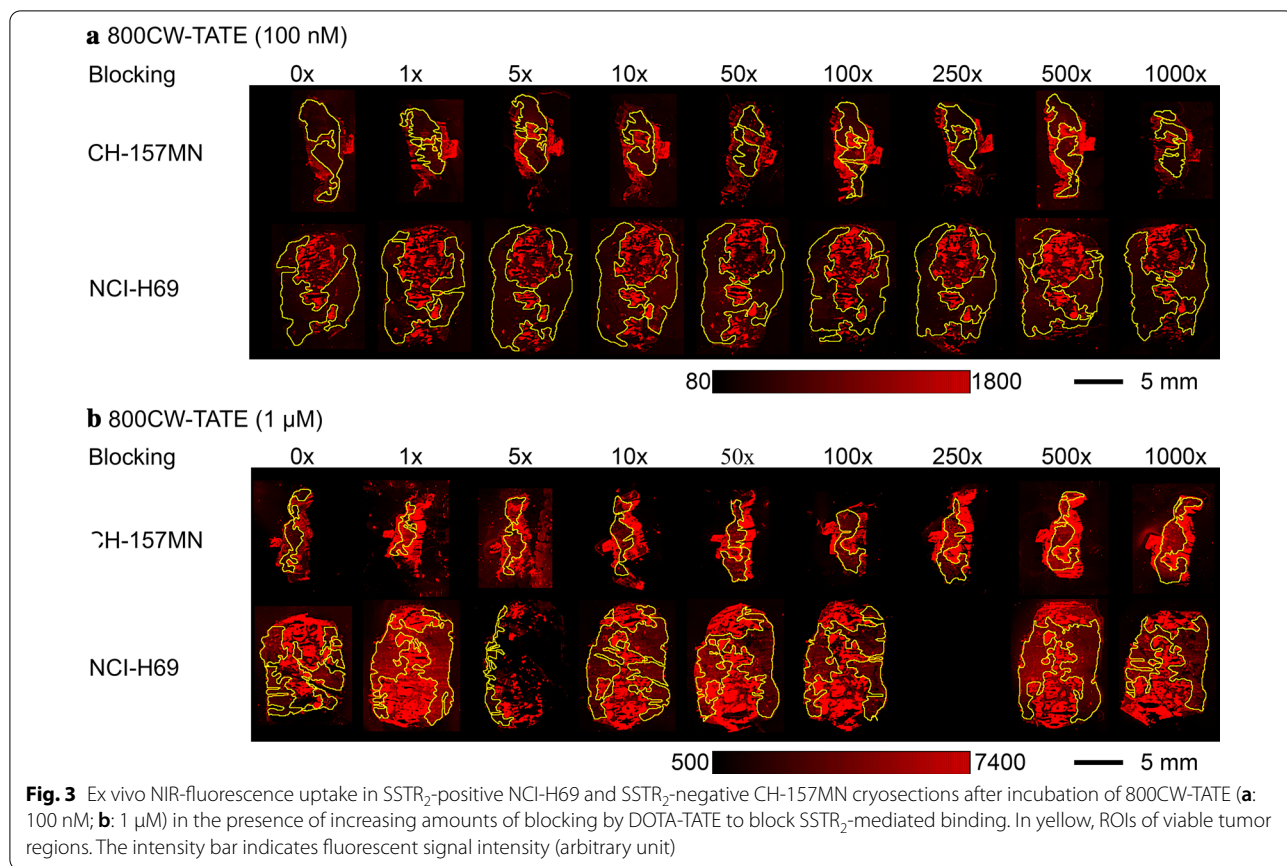 a 800CW-TATE (100 nM)
Blocking 0x 1x 5x 10x 50x 100x 250x 500x 1000x
CH-157MN
NCI-H69
80 1800 5 mm
b 800CW-TATE (1 µM)
Blocking 0x 1x 5x 10x 50x 100x 250x 500x 1000x
CH-157MN
NCI-H69
500 7400 5 mm
Fig. 3 Ex vivo NIR-fluorescence uptake in SSTR₂-positive NCI-H69 and SSTR₂-negative CH-157MN cryosections after incubation of 800CW-TATE (a:
100 nM; b: 1 µM) in the presence of increasing amounts of blocking by DOTA-TATE to block SSTR₂-mediated binding. In yellow, ROIs of viable tumor
regions. The intensity bar indicates fluorescent signal intensity (arbitrary unit)